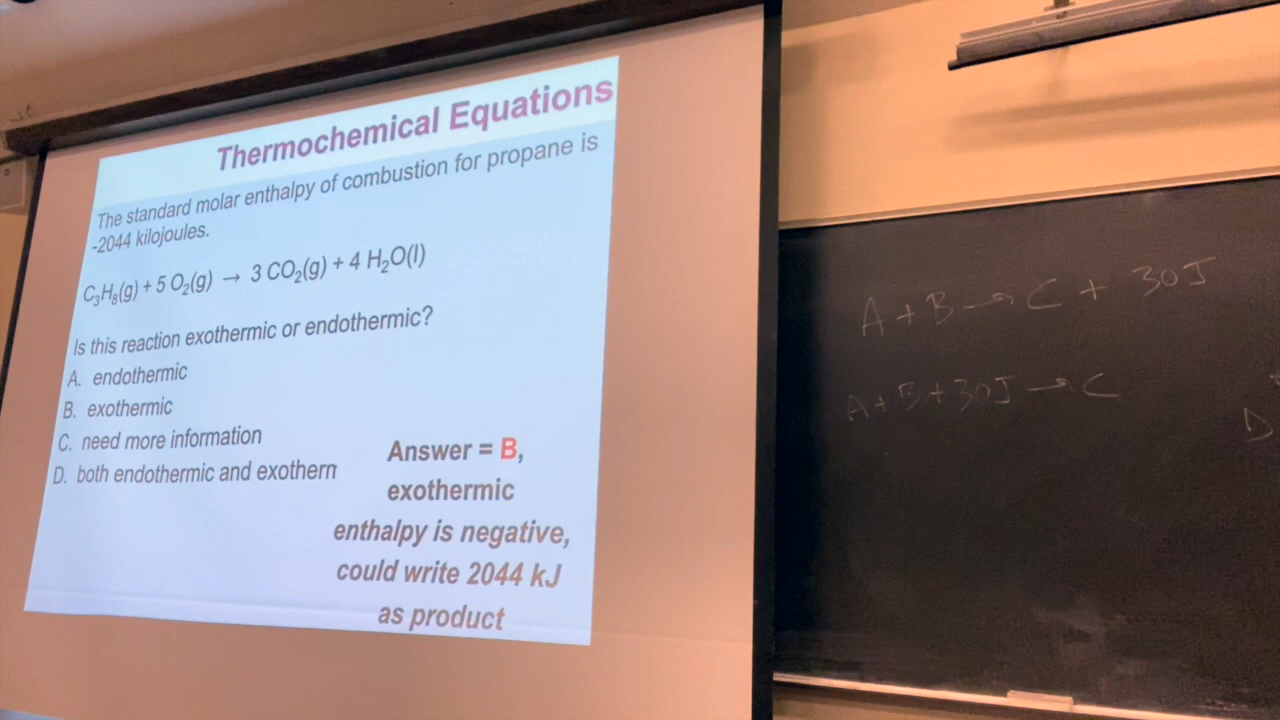 Thermochemical Equations
The standard molar enthalpy of combustion for propane is
-2044 kilojoules.
C₃H₈(g) + 5 O₂(g) → 3 CO₂(g) + 4 H₂O(l)
Is this reaction exothermic or endothermic?
A. endothermic
B. exothermic
C. need more information
D. both endothermic and exotherm
Answer = B,
exothermic
enthalpy is negative,
could write 2044 kJ
as product
A + B → C + 30J
A + B + 30J → C
D